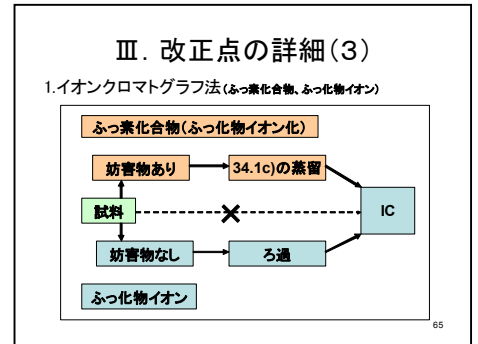 Ⅲ. 改正点の詳細(3)
1.イオンクロマトグラフ法(ふっ素化合物、ふっ化物イオン)
ふっ素化合物(ふっ化物イオン化)
妨害物あり
34.1c)の蒸留
試料
IC
妨害物なし
ろ過
ふっ化物イオン
65